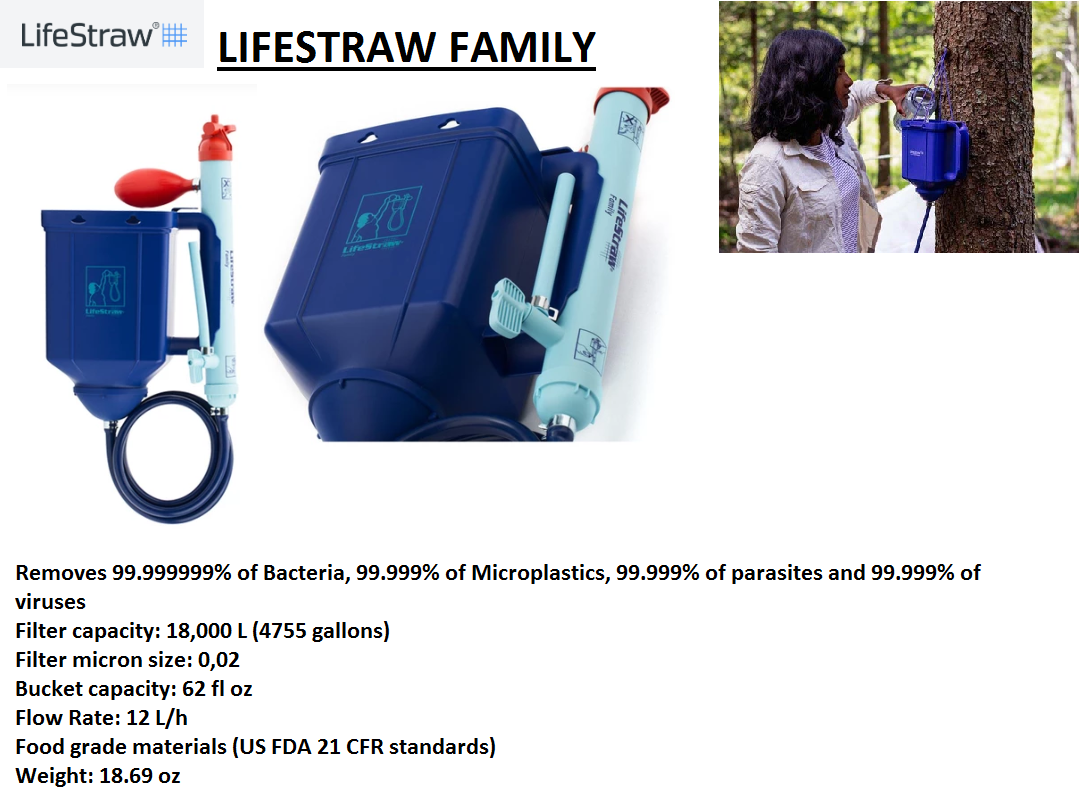 LifeStraw®
LIFESTRAW FAMILY
LifeStraw
LifeStraw
Family
LifeStraw
Family
Removes 99.999999% of Bacteria, 99.999% of Microplastics, 99.999% of parasites and 99.999% of
viruses
Filter capacity: 18,000 L (4755 gallons)
Filter micron size: 0,02
Bucket capacity: 62 fl oz
Flow Rate: 12 L/h
Food grade materials (US FDA 21 CFR standards)
Weight: 18.69 oz